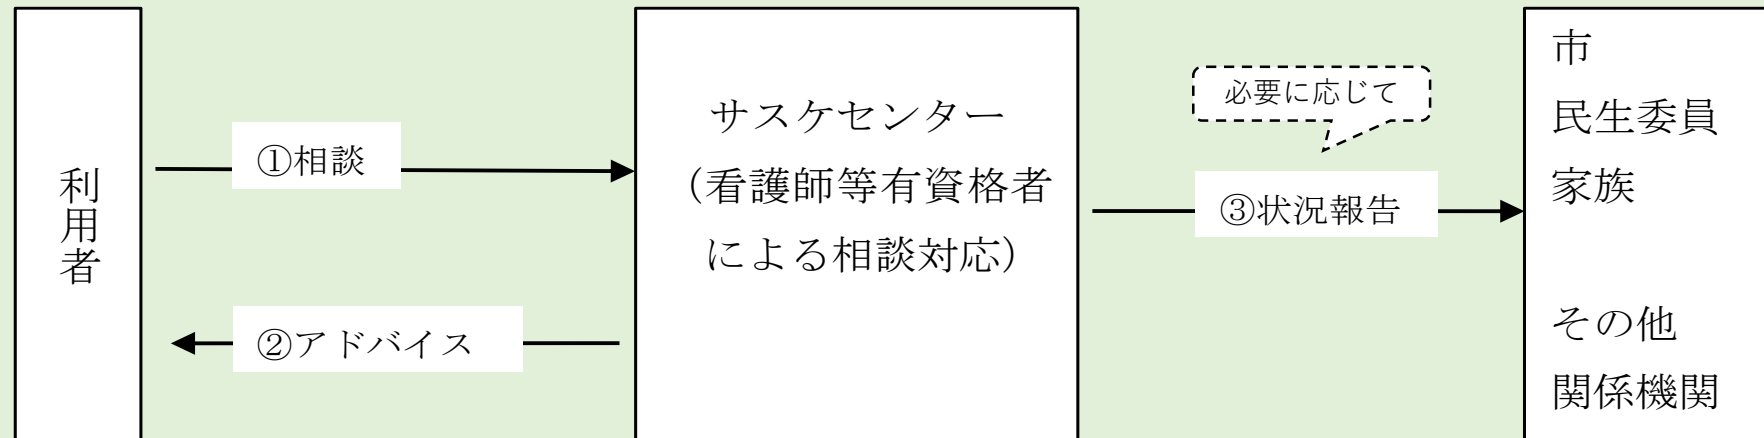 利用者
①相談
②アドバイス
サスケセンター
（看護師等有資格者
による相談対応）
必要に応じて
③状況報告
市
民生委員
家族
その他
関係機関